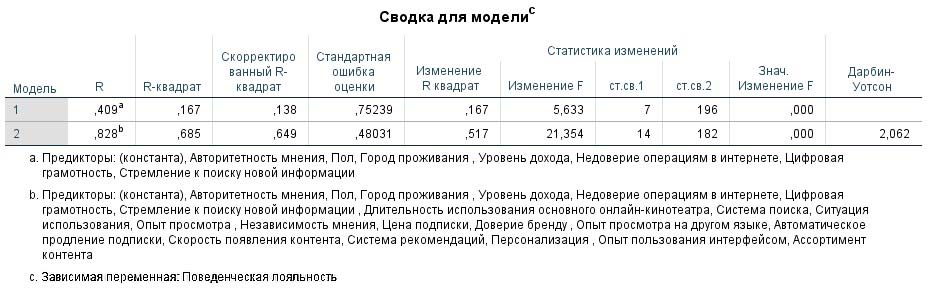 Сводка для модели^c
Статистика изменений
Модель R R-квадрат Скорректиро ванный R- квадрат Стандартная ошибка оценки Изменение R квадрат Изменение F ст.св.1 ст.св.2 Знач. Изменение F Дарбин- Уотсон
1 ,409^a ,167 ,138 ,75239 ,167 5,633 7 196 ,000
2 ,828^b ,685 ,649 ,48031 ,517 21,354 14 182 ,000 2,062
a. Предикторы: (константа), Авторитетность мнения, Пол, Город проживания , Уровень дохода, Недоверие операциям в интернете, Цифровая
грамотность, Стремление к поиску новой информации
b. Предикторы: (константа), Авторитетность мнения, Пол, Город проживания , Уровень дохода, Недоверие операциям в интернете, Цифровая
грамотность, Стремление к поиску новой информации , Длительность использования основного онлайн-кинотеатра, Система поиска, Ситуация
использования, Опыт просмотра , Независимость мнения, Цена подписки, Доверие бренду , Опыт просмотра на другом языке, Автоматическое
продление подписки, Скорость появления контента, Система рекомендаций, Персонализация , Опыт пользования интерфейсом, Ассортимент
контента
c. Зависимая переменная: Поведенческая лояльность